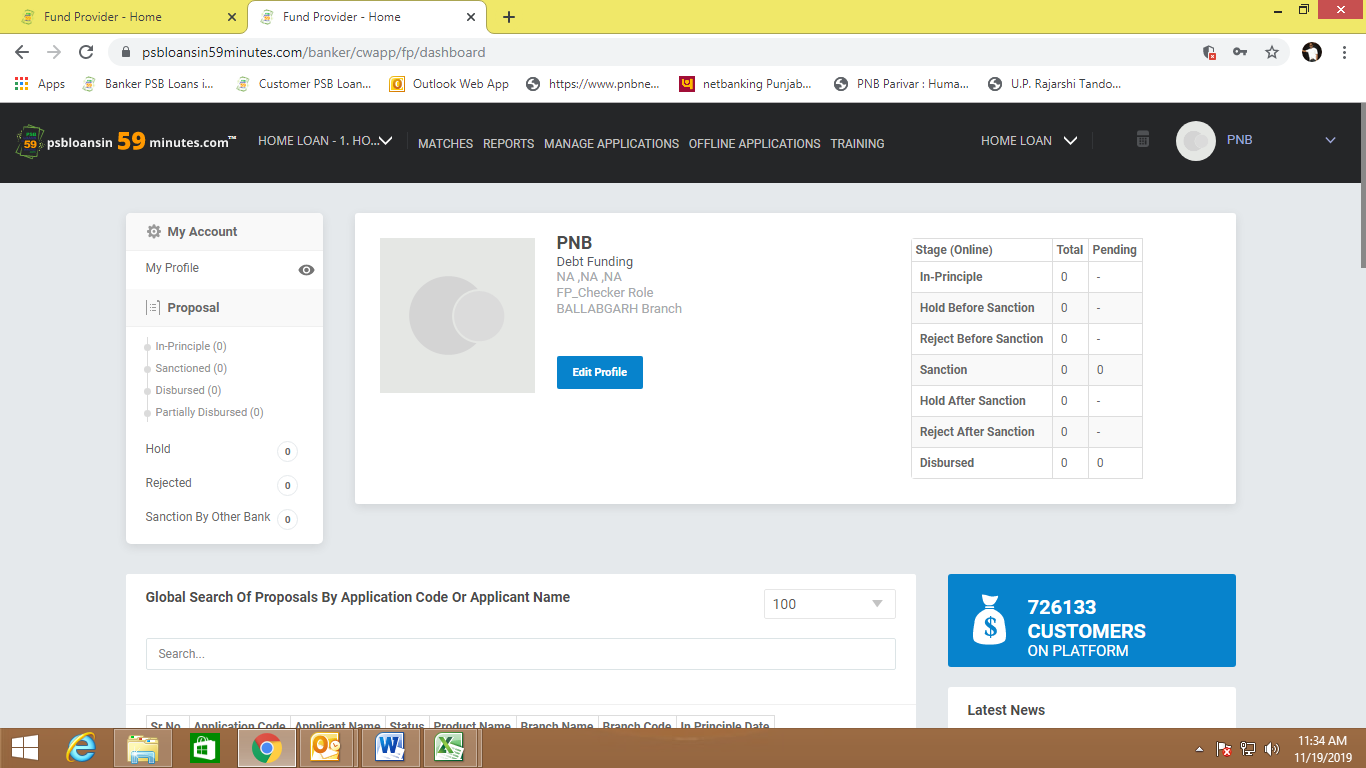 Fund Provider - Home
Fund Provider - Home
psbloansin59minutes.com/banker/cwapp/fp/dashboard
Apps
Banker PSB Loans i...
Customer PSB Loan...
Outlook Web App
https://www.pnbne...
netbanking Punjab...
PNB Parivar : Huma...
U.P. Rajarshi Tando...
psbloansin 59 minutes.com™
HOME LOAN - 1. HO...
MATCHES REPORTS MANAGE APPLICATIONS OFFLINE APPLICATIONS TRAINING
HOME LOAN
PNB
My Account
My Profile
Proposal
In-Principle (0)
Sanctioned (0)
Disbursed (0)
Partially Disbursed (0)
Hold 0
Rejected 0
Sanction By Other Bank 0
PNB
Debt Funding
NA ,NA ,NA
FP_Checker Role
BALLABGARH Branch
Edit Profile
Stage (Online) Total Pending
In-Principle 0 -
Hold Before Sanction 0 -
Reject Before Sanction 0 -
Sanction 0 0
Hold After Sanction 0 -
Reject After Sanction 0 -
Disbursed 0 0
Global Search Of Proposals By Application Code Or Applicant Name
100
Search...
Sr No. Application Code Applicant Name Status Product Name Branch Name Branch Code In Principle Date
726133
CUSTOMERS
ON PLATFORM
Latest News
11:34 AM
11/19/2019